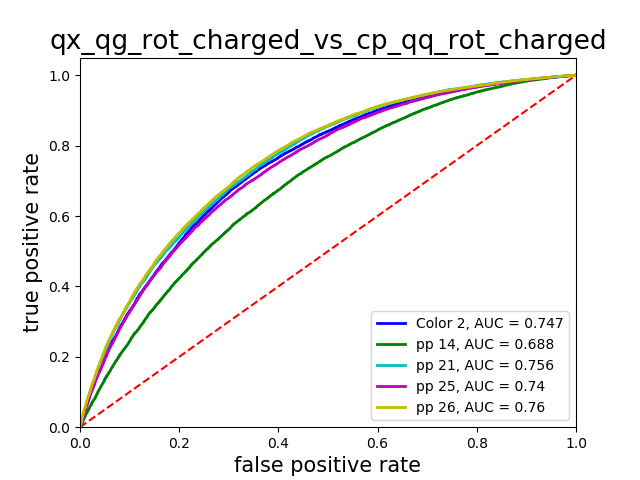 qx_qg_rot_charged_vs_cp_qq_rot_charged
true positive rate
1.0
0.8
0.6
0.4
0.2
0.0
Color 2, AUC = 0.747
pp 14, AUC = 0.688
pp 21, AUC = 0.756
pp 25, AUC = 0.74
pp 26, AUC = 0.76
0.0 0.2 0.4 0.6 0.8 1.0
false positive rate